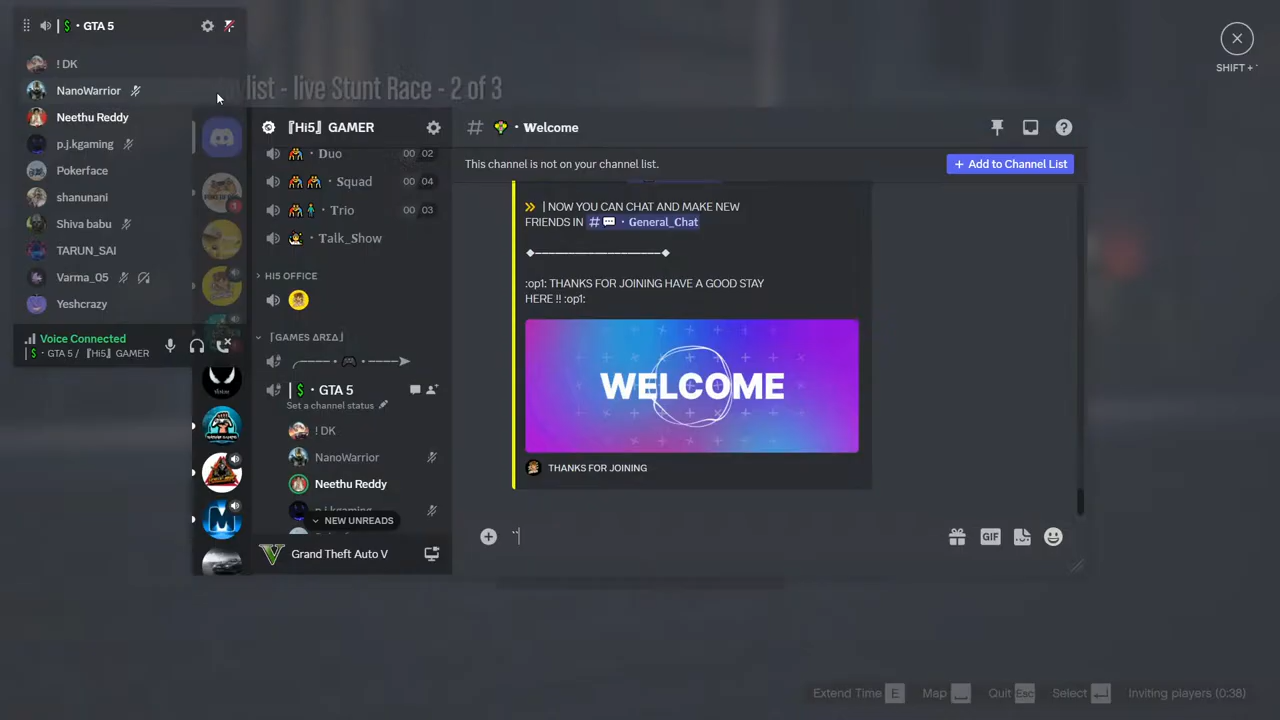 GTA 5
SHIFT + `
! DK
NanoWarrior
Neethu Reddy
p.j.kgaming
Pokerface
shanunani
Shiva babu
TARUN_SAI
Varma_05
Yeshcrazy
Voice Connected
GTA 5 / 『Hi5』 GAMER
list - live Stunt Race - 2 of 3
『Hi5』 GAMER
Duo 00 02
Squad 00 04
Trio 00 03
Talk_Show
HI5 OFFICE
「GAMES AREA」
GTA 5
Set a channel status
! DK
NanoWarrior
Neethu Reddy
p.j.kgaming
NEW UNREADS
Grand Theft Auto V
# • Welcome
This channel is not on your channel list.
+ Add to Channel List
| NOW YOU CAN CHAT AND MAKE NEW
FRIENDS IN # 💬 • General_Chat
:op1: THANKS FOR JOINING HAVE A GOOD STAY
HERE !! :op1:
WELCOME
THANKS FOR JOINING
GIF
Extend Time E Map Quit Esc Select Inviting players (0:38)